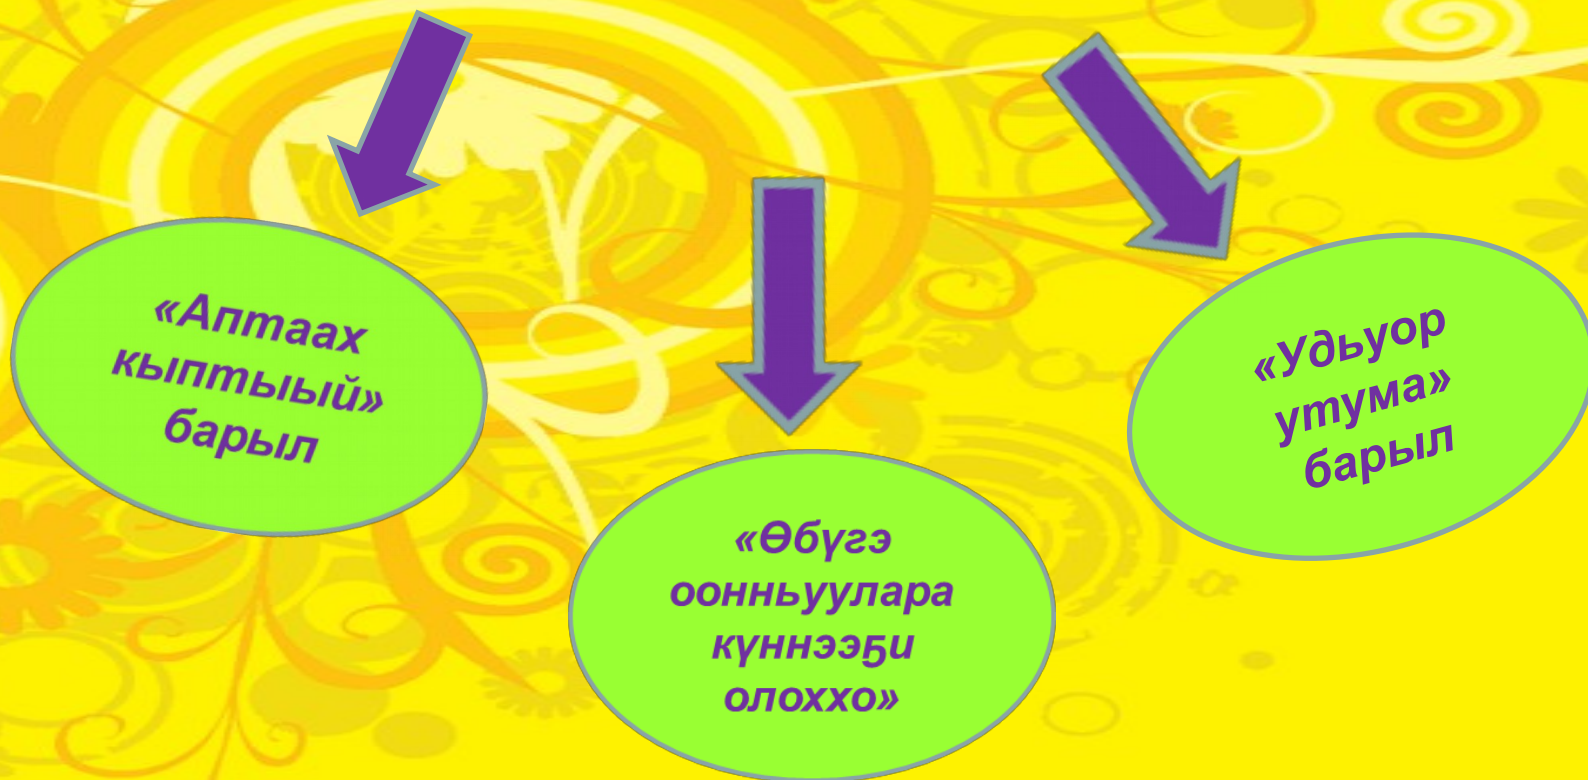 «Аптаах
кыптыый»
барыл
«Өбүгэ
оонньуулара
күннээҕи
олоххо»
«Удьуор
утума»
барыл